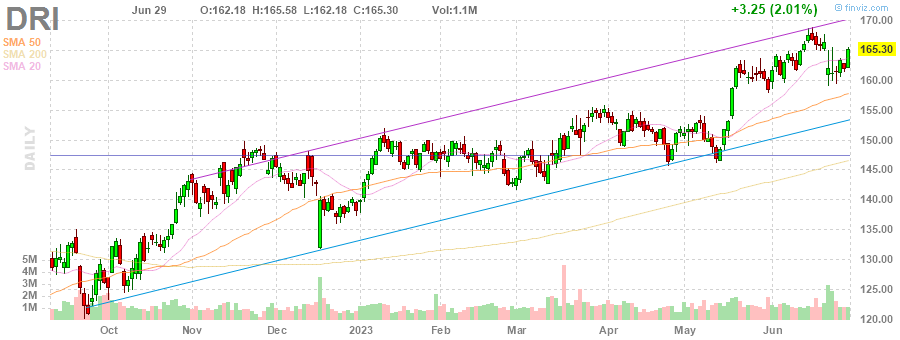 DRI Jun 29 O:162.18 H:165.58 L:162.18 C:165.30 Vol:1.1M +3.25 (2.01%) finviz.com
SMA 50
SMA 200
SMA 20
DAILY
170.00
165.30
160.00
155.00
150.00
145.00
140.00
135.00
130.00
125.00
120.00
5M
4M
3M
2M
1M
Oct Nov Dec 2023 Feb Mar Apr May Jun